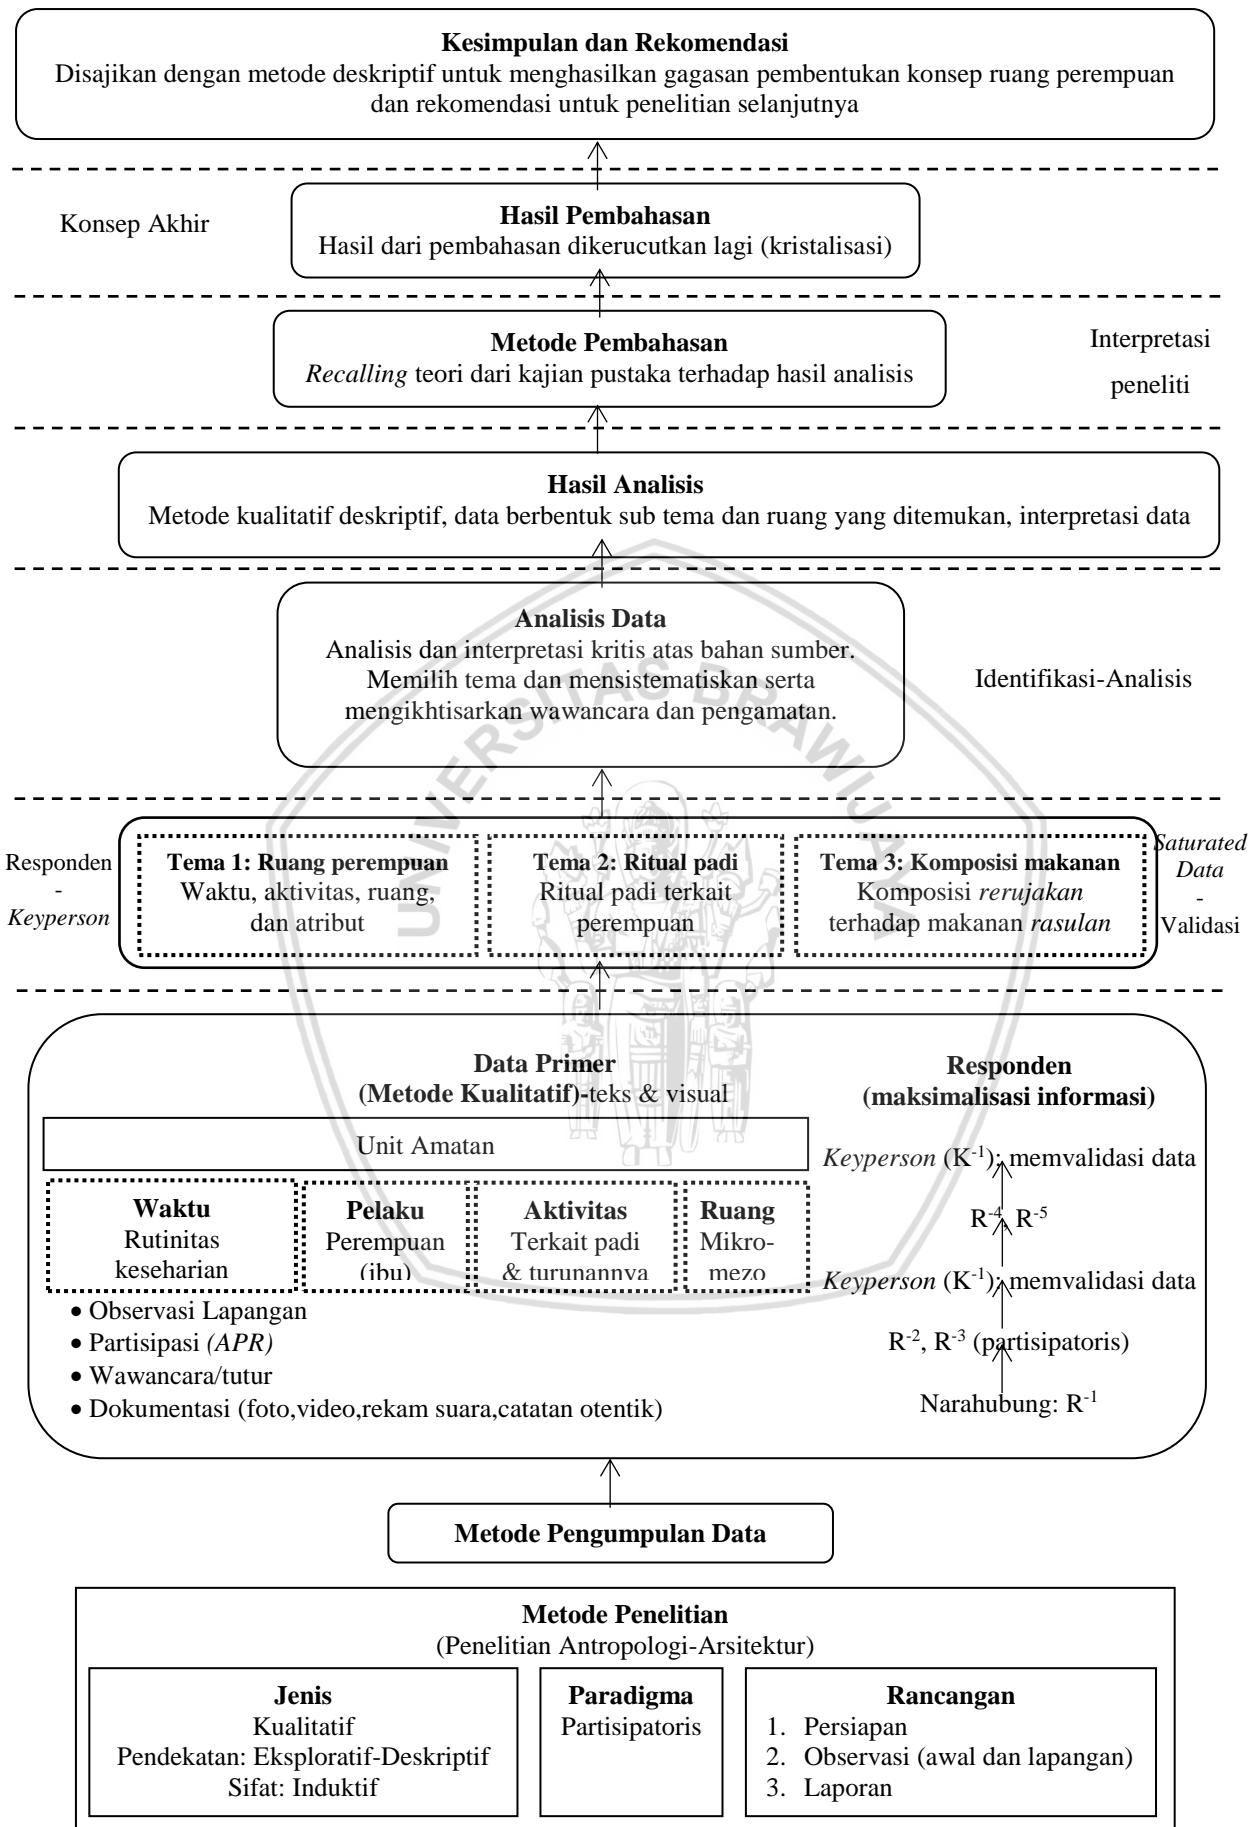 Kesimpulan dan Rekomendasi
Disajikan dengan metode deskriptif untuk menghasilkan gagasan pembentukan konsep ruang perempuan
dan rekomendasi untuk penelitian selanjutnya
Konsep Akhir
Hasil Pembahasan
Hasil dari pembahasan dikerucutkan lagi (kristalisasi)
Metode Pembahasan
Recalling teori dari kajian pustaka terhadap hasil analisis
Interpretasi
peneliti
Hasil Analisis
Metode kualitatif deskriptif, data berbentuk sub tema dan ruang yang ditemukan, interpretasi data
Analisis Data
Analisis dan interpretasi kritis atas bahan sumber.
Memilih tema dan mensistematiskan serta
mengikhtisarkan wawancara dan pengamatan.
Identifikasi-Analisis
Responden
-
Keyperson
Tema 1: Ruang perempuan
Waktu, aktivitas, ruang,
dan atribut
Tema 2: Ritual padi
Ritual padi terkait
perempuan
Tema 3: Komposisi makanan
Komposisi rerujakan
terhadap makanan rasulan
Saturated
Data
-
Validasi
UNIVERSITAS BRAWIJAYA
Data Primer
(Metode Kualitatif)-teks & visual
Unit Amatan
Waktu
Rutinitas
keseharian
Pelaku
Perempuan
(ibu)
Aktivitas
Terkait padi
& turunannya
Ruang
Mikro-
mezo
• Observasi Lapangan
• Partisipasi (APR)
• Wawancara/tutur
• Dokumentasi (foto,video,rekam suara,catatan otentik)
Responden
(maksimalisasi informasi)
Keyperson (K-1): memvalidasi data
R-4, R-5
Keyperson (K-1): memvalidasi data
R-2, R-3 (partisipatoris)
Narahubung: R-1
Metode Pengumpulan Data
Metode Penelitian
(Penelitian Antropologi-Arsitektur)
Jenis
Kualitatif
Pendekatan: Eksploratif-Deskriptif
Sifat: Induktif
Paradigma
Partisipatoris
Rancangan
1. Persiapan
2. Observasi (awal dan lapangan)
3. Laporan